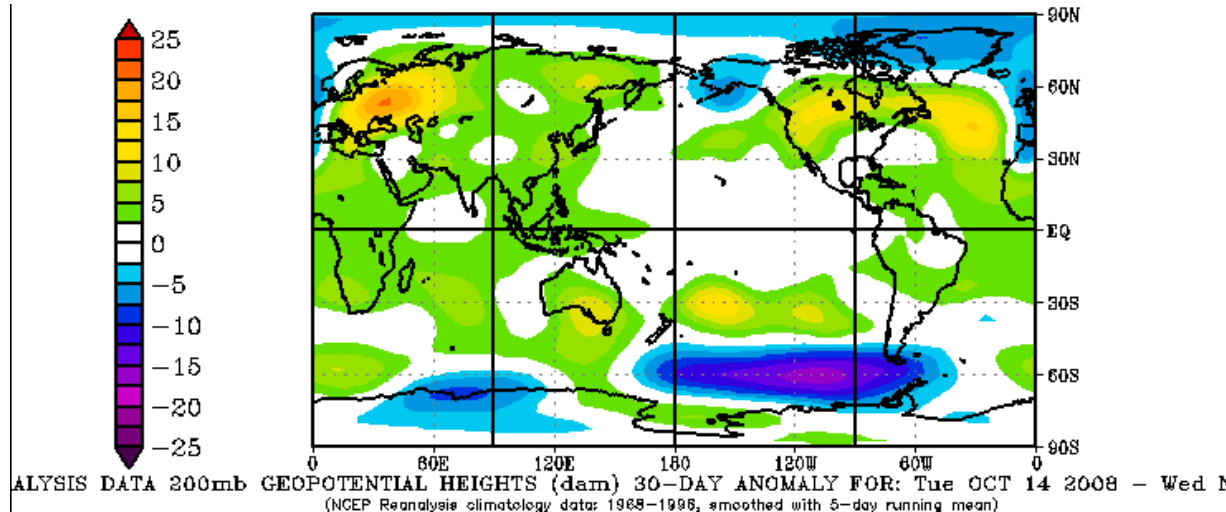 25
20
15
10
5
0
-5
-10
-15
-20
-25
90N
60N
30N
EQ
30S
60S
90S
0 60E 120E 180 120W 60W 0
ALYSIS DATA 200mb GEOPOTENTIAL HEIGHTS (dam) 30-DAY ANOMALY FOR: Tue OCT 14 2008 - Wed N
(NCEP Reanalysis climatology data: 1968-1996, smoothed with 5-day running mean)